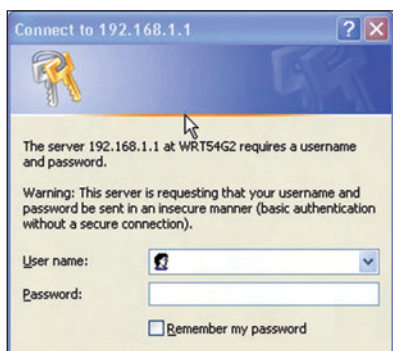 Connect to 192.168.1.1
The server 192.168.1.1 at WRT54G2 requires a username
and password.
Warning: This server is requesting that your username and
password be sent in an insecure manner (basic authentication
without a secure connection).
User name:
Password:
Remember my password